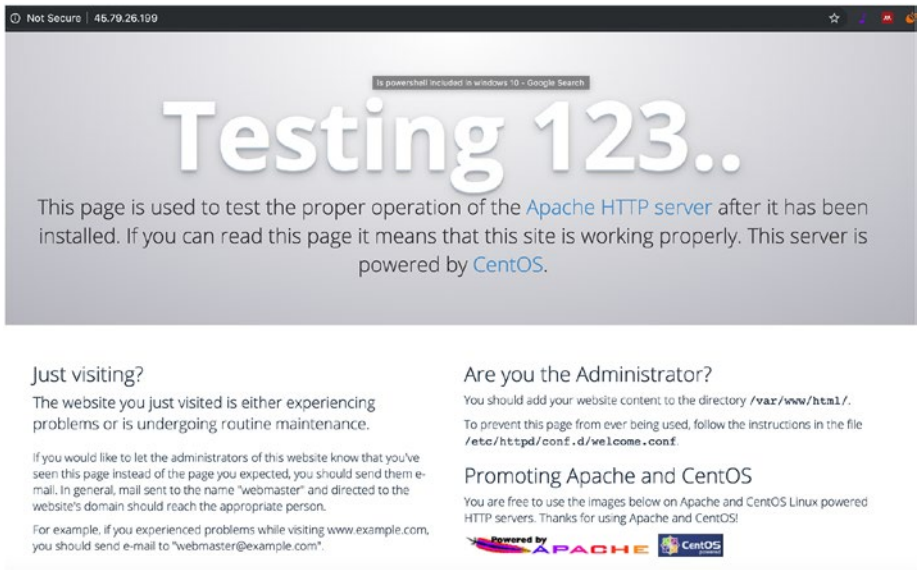 Not Secure | 45.79.26.199
Is powershell included in windows 10 - Google Search
Testing 123..
This page is used to test the proper operation of the Apache HTTP server after it has been
installed. If you can read this page it means that this site is working properly. This server is
powered by CentOS.
Just visiting?
The website you just visited is either experiencing
problems or is undergoing routine maintenance.
If you would like to let the administrators of this website know that you've
seen this page instead of the page you expected, you should send them e-
mail. In general, mail sent to the name "webmaster" and directed to the
website's domain should reach the appropriate person.
For example, if you experienced problems while visiting www.example.com,
you should send e-mail to "webmaster@example.com".
Are you the Administrator?
You should add your website content to the directory /var/www/html/.
To prevent this page from ever being used, follow the instructions in the file
/etc/httpd/conf.d/welcome.conf.
Promoting Apache and CentOS
You are free to use the images below on Apache and CentOS Linux powered
HTTP servers. Thanks for using Apache and CentOS!
Powered by
APACHE
CentOS
powered